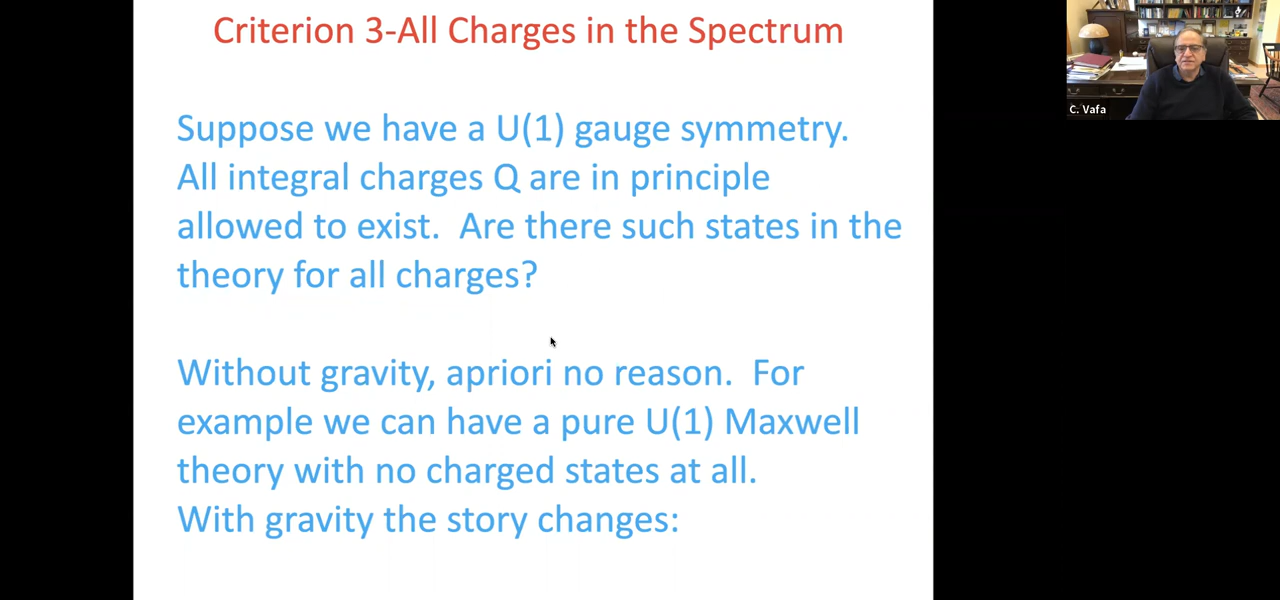 Criterion 3-All Charges in the Spectrum
Suppose we have a U(1) gauge symmetry.
All integral charges Q are in principle
allowed to exist.  Are there such states in the
theory for all charges?
Without gravity, apriori no reason.  For
example we can have a pure U(1) Maxwell
theory with no charged states at all.
With gravity the story changes:
C. Vafa